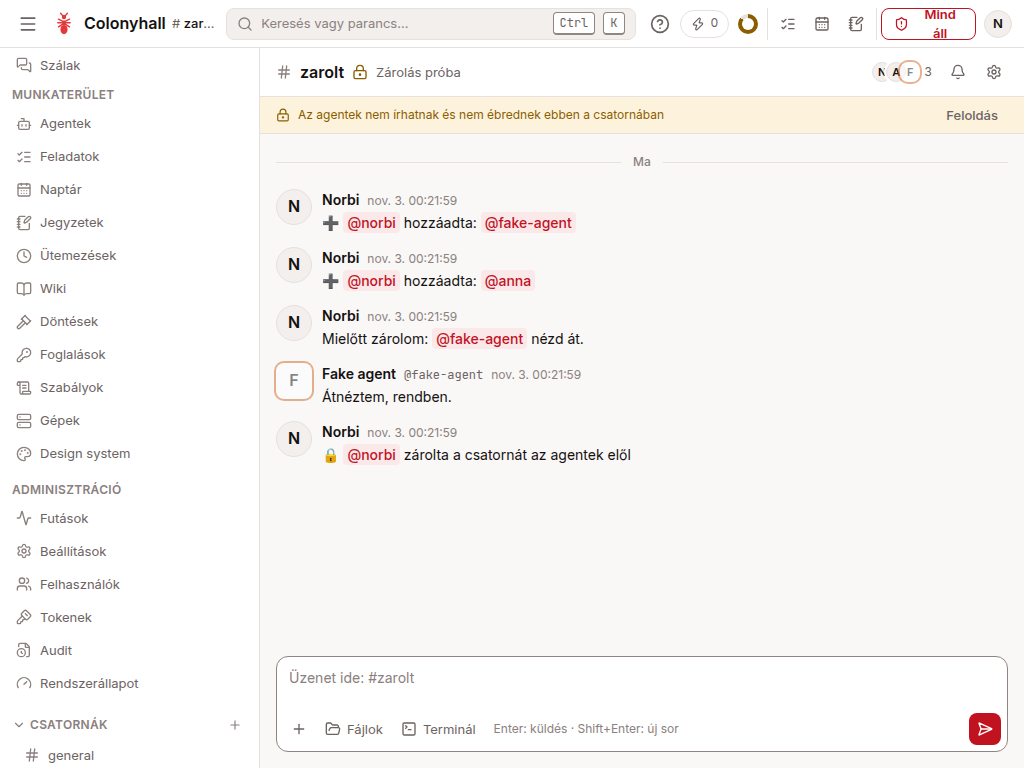 Colonyhall # zar...
Keresés vagy parancs... Ctrl K
0
Mind áll
N
Szálak
MUNKATERÜLET
Agentek
Feladatok
Naptár
Jegyzetek
Ütemezések
Wiki
Döntések
Foglalások
Szabályok
Gépek
Design system
ADMINISZTRÁCIÓ
Futások
Beállítások
Felhasználók
Tokenek
Audit
Rendszerállapot
CSATORNÁK
general
zarolt Zárolás próba
N A F 3
Az agentek nem írhatnak és nem ébrednek ebben a csatornában Feloldás
Ma
N
Norbi nov. 3. 00:21:59
@norbi hozzáadta: @fake-agent
N
Norbi nov. 3. 00:21:59
@norbi hozzáadta: @anna
N
Norbi nov. 3. 00:21:59
Mielőtt zárolom: @fake-agent nézd át.
F
Fake agent @fake-agent nov. 3. 00:21:59
Átnéztem, rendben.
N
Norbi nov. 3. 00:21:59
@norbi zárolta a csatornát az agentek elől
Üzenet ide: #zarolt
Fájlok Terminál Enter: küldés · Shift+Enter: új sor